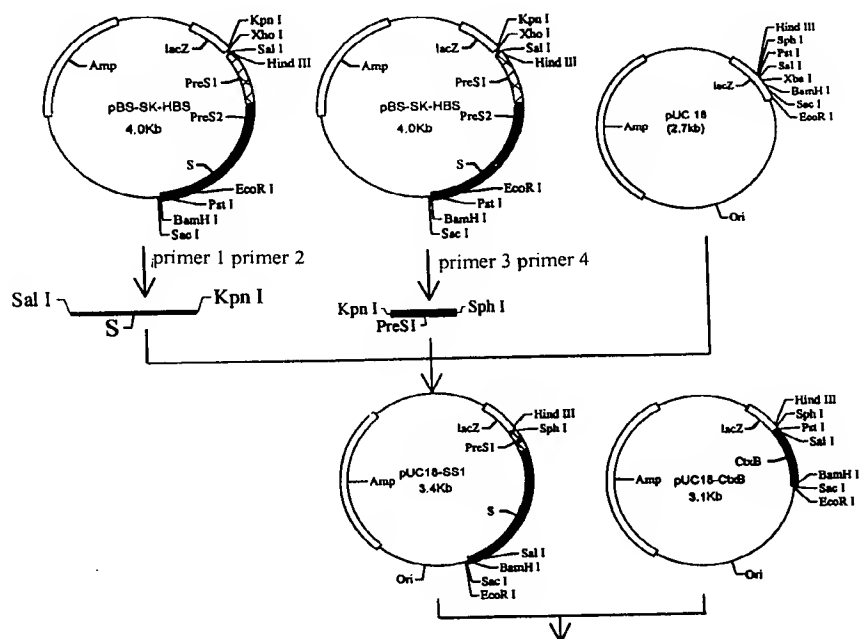 Kpn I
Xho I
Sal I
Hind III
lacZ
Amp
PreS1
PreS2
pBS-SK-HBS
4.0Kb
S
EcoR I
Pst I
BamH I
Sac I
Kpn I
Xho I
Sal I
Hind III
lacZ
Amp
PreS1
PreS2
pBS-SK-HBS
4.0Kb
S
EcoR I
Pst I
BamH I
Sac I
Hind III
Sph I
Pst I
Sal I
Xba I
BamH I
Sac I
EcoR I
lacZ
pUC 18
(2.7kb)
Amp
Ori
primer 1 primer 2
primer 3 primer 4
Sal I
Kpn I
S
Kpn I
Sph I
PreS1
Hind III
Sph I
lacZ
PreS1
Amp
pUC18-SS1
3.4Kb
S
Sal I
BamH I
Sac I
EcoR I
Ori
Hind III
Sph I
Pst I
Sal I
lacZ
CtxB
Amp
pUC18-CtxB
3.1Kb
BamH I
Sac I
EcoR I
Ori